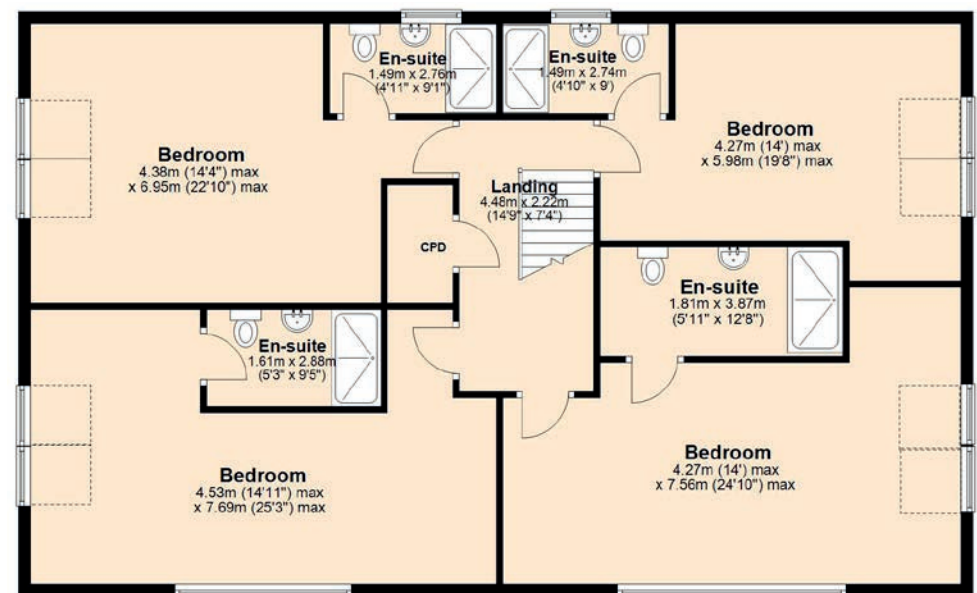 En-suite
1.49m x 2.76m
(4'11" x 9'1")
En-suite
1.49m x 2.74m
(4'10" x 9')
Bedroom
4.38m (14'4") max
x 6.95m (22'10") max
Bedroom
4.27m (14') max
x 5.98m (19'8") max
Landing
4.48m x 2.22m
(14'9" x 7'4")
CPD
En-suite
1.81m x 3.87m
(5'11" x 12'8")
En-suite
1.61m x 2.88m
(5'3" x 9'5")
Bedroom
4.53m (14'11") max
x 7.69m (25'3") max
Bedroom
4.27m (14') max
x 7.56m (24'10") max